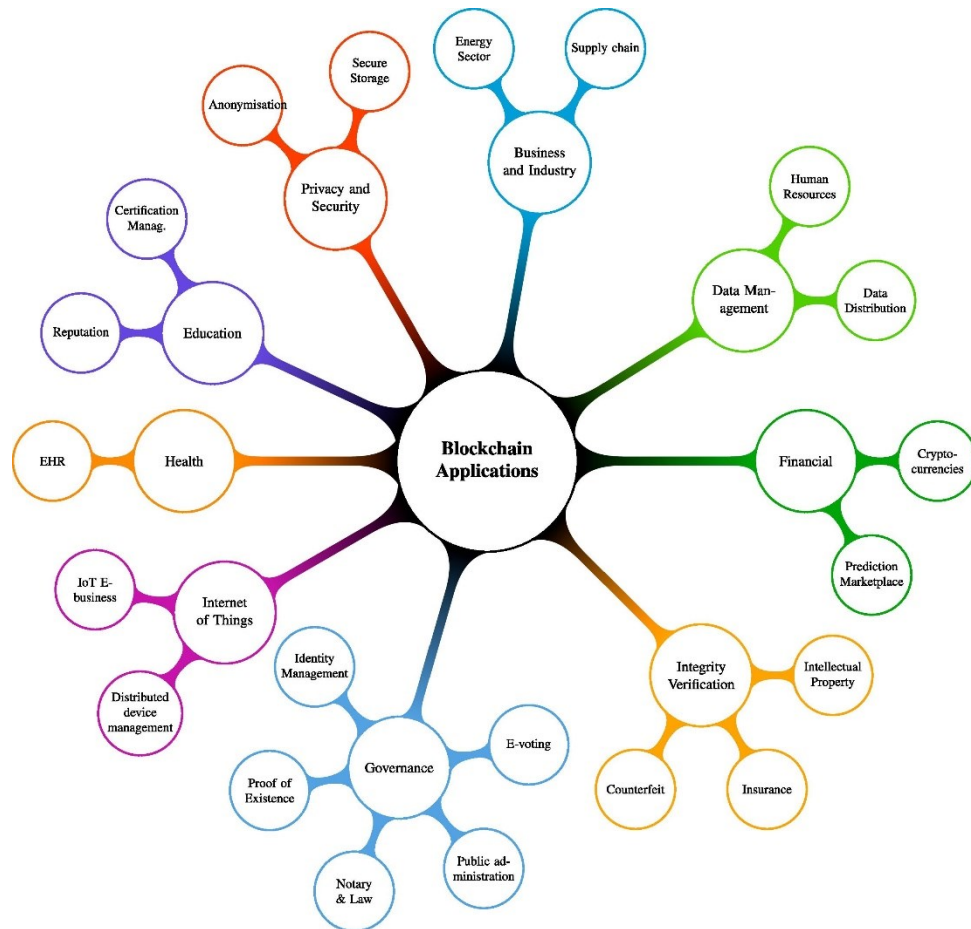 Energy
Sector
Supply chain
Secure
Storage
Anonymisation
Business
and Industry
Privacy and
Security
Human
Resources
Data Man-
agement
Data
Distribution
Certification
Manag.
Reputation
Education
Blockchain
Applications
EHR
Health
Financial
Crypto-
currencies
Prediction
Marketplace
IoT E-
business
Internet
of Things
Distributed
device
management
Identity
Management
Governance
E-voting
Proof of
Existence
Notary
& Law
Public ad-
ministration
Integrity
Verification
Intellectual
Property
Counterfeit
Insurance